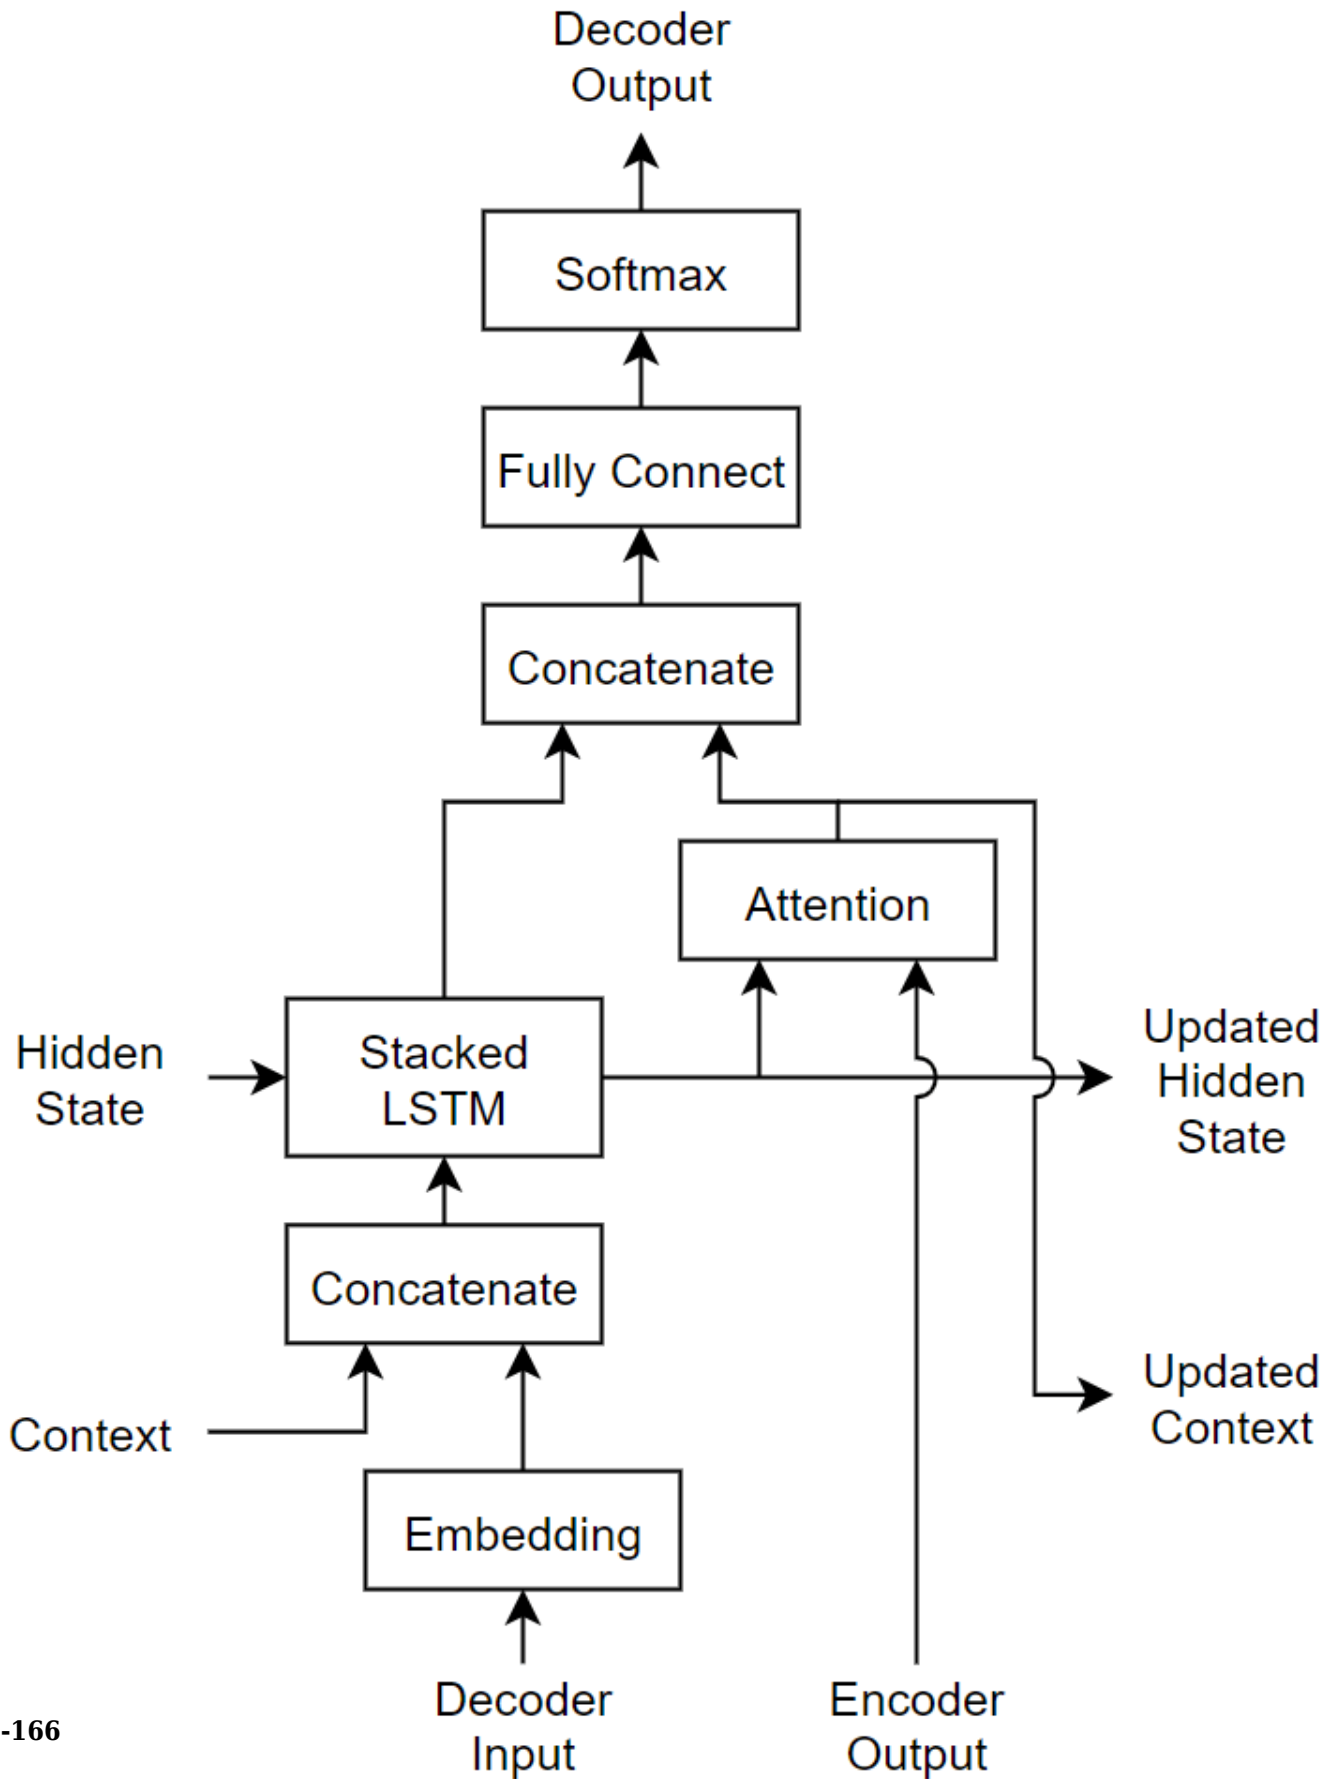 Decoder
Output
Softmax
Fully Connect
Concatenate
Attention
Hidden
State
Stacked
LSTM
Updated
Hidden
State
Concatenate
Context
Updated
Context
Embedding
Decoder
Input
Encoder
Output
-166